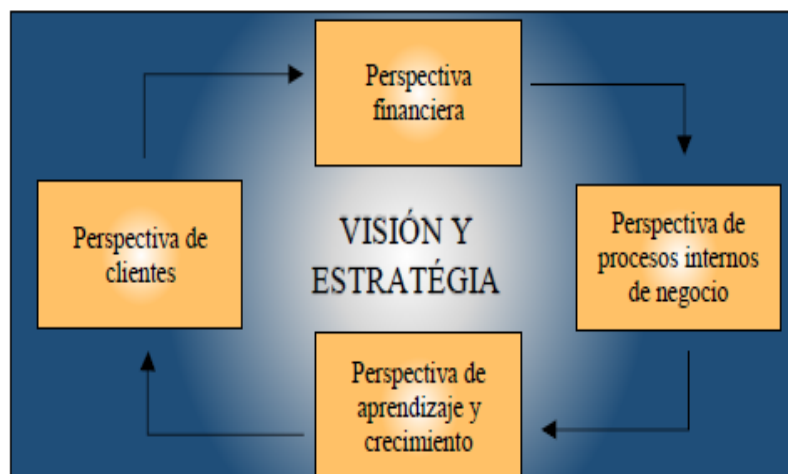 Perspectiva
financiera
Perspectiva de
clientes
VISIÓN Y
ESTRATÉGIA
Perspectiva de
procesos internos
de negocio
Perspectiva de
aprendizaje y
crecimiento